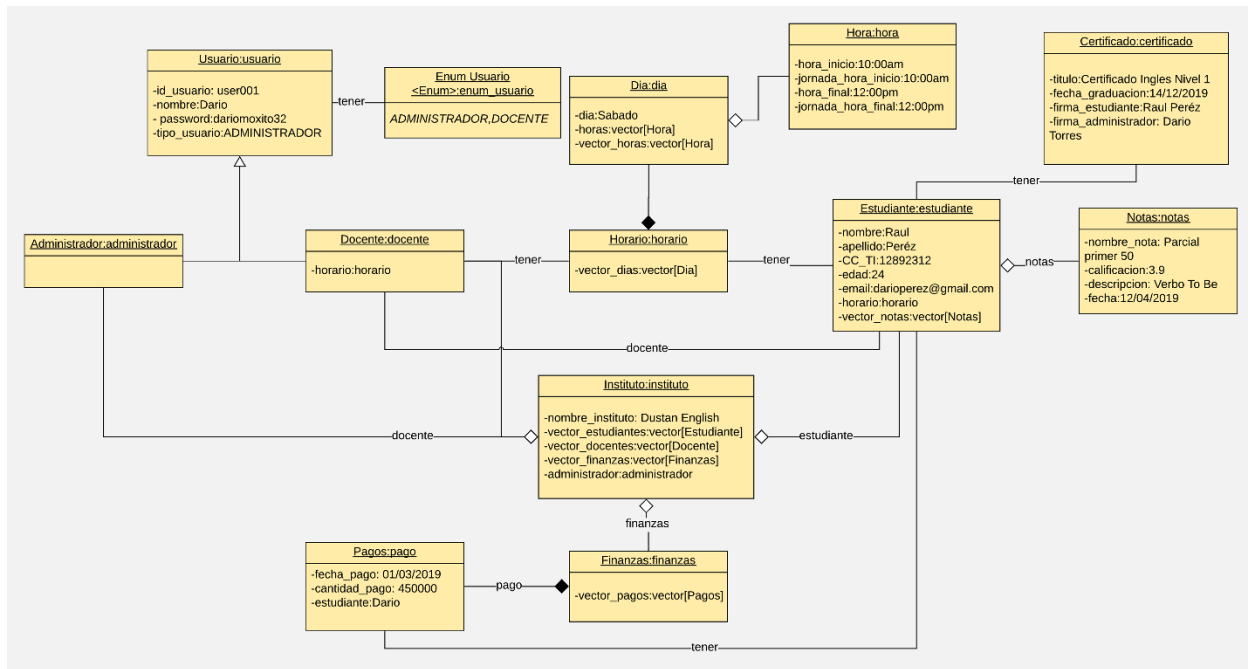 Usuario:usuario
-id_usuario: user001
-nombre:Dario
- password:dariomoxito32
-tipo_usuario:ADMINISTRADOR
tener
Enum Usuario
<Enum>:enum_usuario
ADMINISTRADOR,DOCENTE
Dia:dia
-dia:Sabado
-horas:vector[Hora]
-vector_horas:vector[Hora]
Hora:hora
-hora_inicio:10:00am
-jornada_hora_inicio:10:00am
-hora_final:12:00pm
-jornada_hora_final:12:00pm
Certificado:certificado
-titulo:Certificado Ingles Nivel 1
-fecha_graduacion:14/12/2019
-firma_estudiante:Raul Peréz
-firma_administrador: Dario
Torres
tener
Administrador:administrador
Docente:docente
-horario:horario
tener
Horario:horario
-vector_dias:vector[Dia]
tener
Estudiante:estudiante
-nombre:Raul
-apellido:Peréz
-CC_TI:12892312
-edad:24
-email:darioperez@gmail.com
-horario:horario
-vector_notas:vector[Notas]
notas
Notas:notas
-nombre_nota: Parcial
primer 50
-calificacion:3.9
-descripcion: Verbo To Be
-fecha:12/04/2019
docente
docente
Instituto:instituto
-nombre_instituto: Dustan English
-vector_estudiantes:vector[Estudiante]
-vector_docentes:vector[Docente]
-vector_finanzas:vector[Finanzas]
-administrador:administrador
estudiante
finanzas
Pagos:pago
-fecha_pago: 01/03/2019
-cantidad_pago: 450000
-estudiante:Dario
pago
Finanzas:finanzas
-vector_pagos:vector[Pagos]
tener